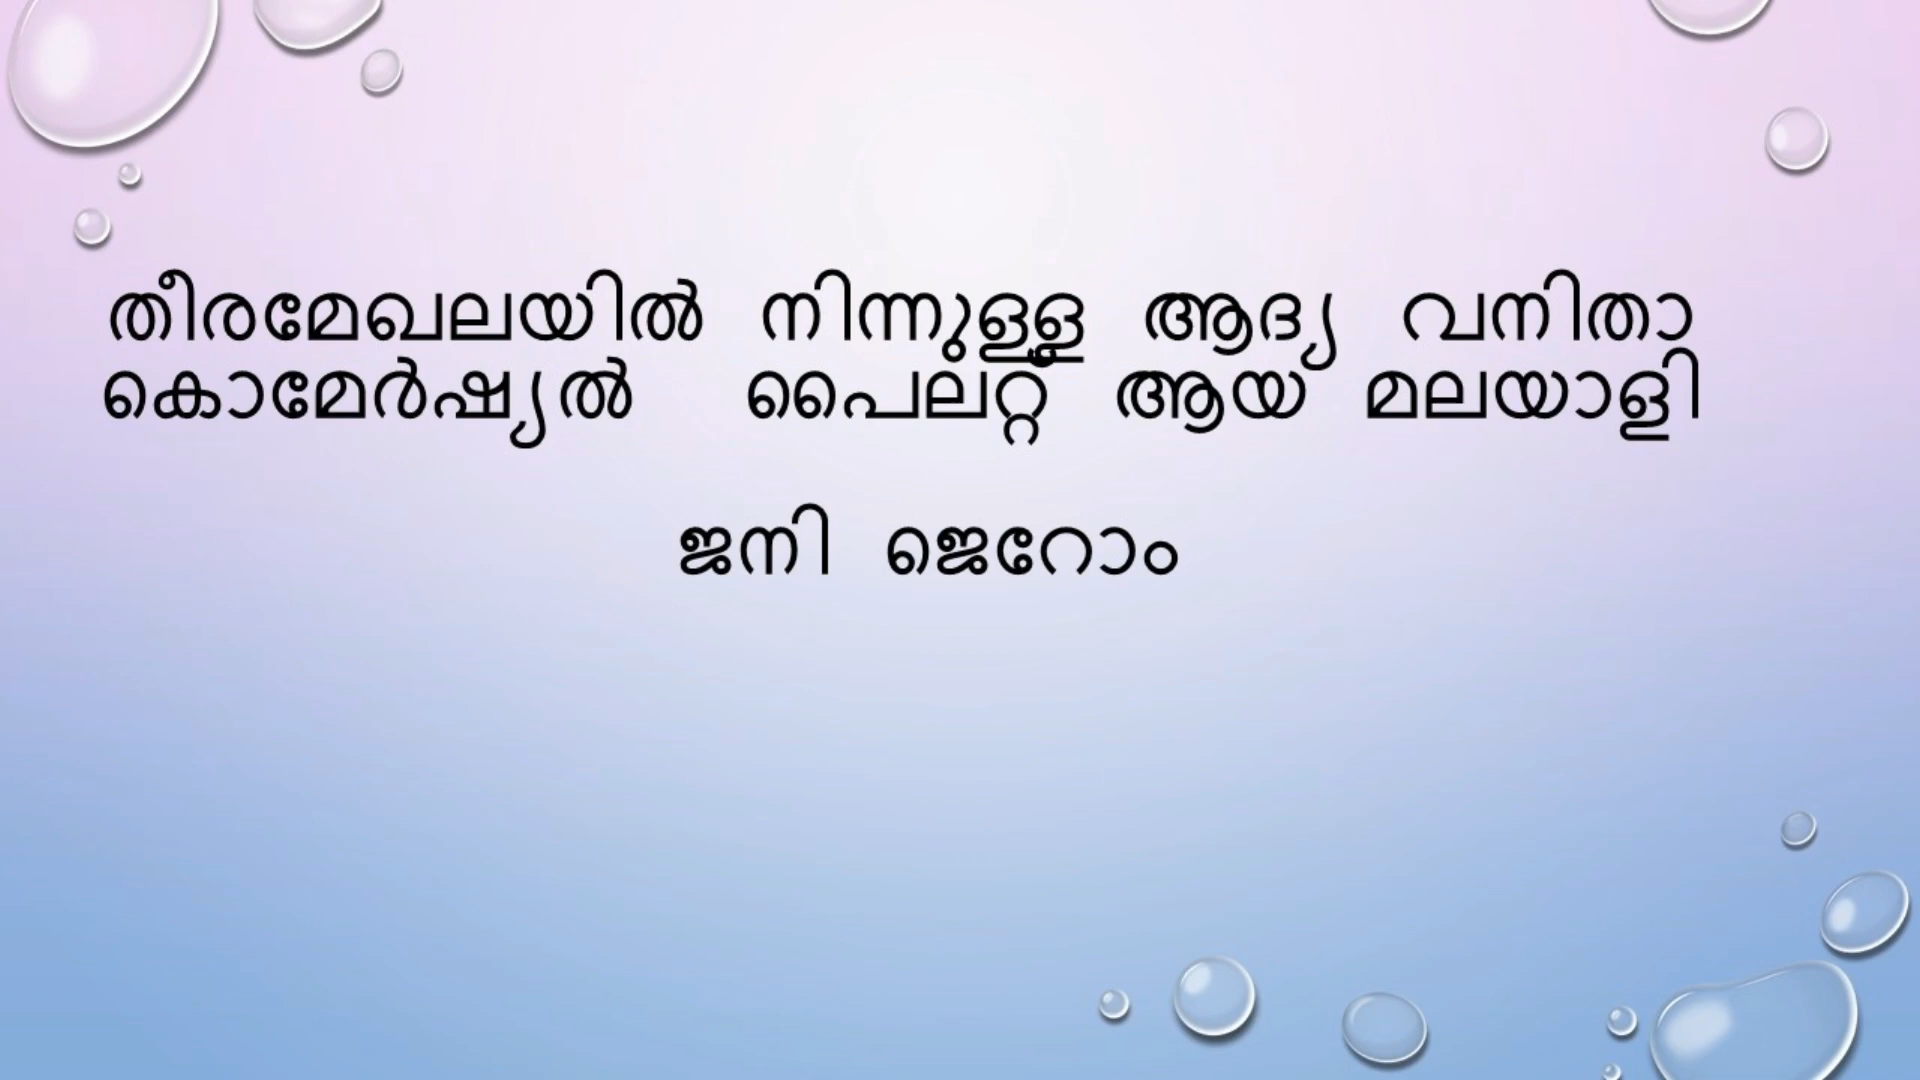 തീരമേഖലയിൽ നിന്നുള്ള ആദ്യ വനിതാ
കൊമേർഷ്യൽ പൈലറ്റ് ആയ് മലയാളി
ജനി ജെറോം